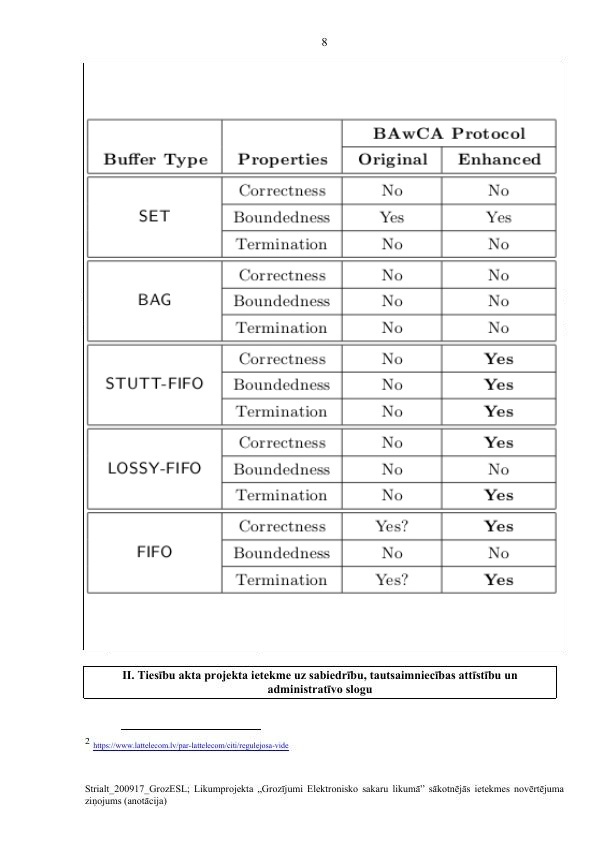 8
BAwCA Protocol
Buffer Type Properties Original Enhanced
Correctness No No
SET Boundedness Yes Yes
Termination No No
Correctness No No
BAG Boundedness No No
Termination No No
Correctness No Yes
STUTT-FIFO Boundedness No Yes
Termination No Yes
Correctness No Yes
LOSSY-FIFO Boundedness No No
Termination No Yes
Correctness Yes? Yes
FIFO Boundedness No No
Termination Yes? Yes
II. Tiesību akta projekta ietekme uz sabiedrību, tautsaimniecības attīstību un
administratīvo slogu
2 https://www.lattelecom.lv/par-lattelecom/citi/regulejosa-vide
Strialt_200917_GrozESL; Likumprojekta „Grozījumi Elektronisko sakaru likumā” sākotnējās ietekmes novērtējuma
ziņojums (anotācija)